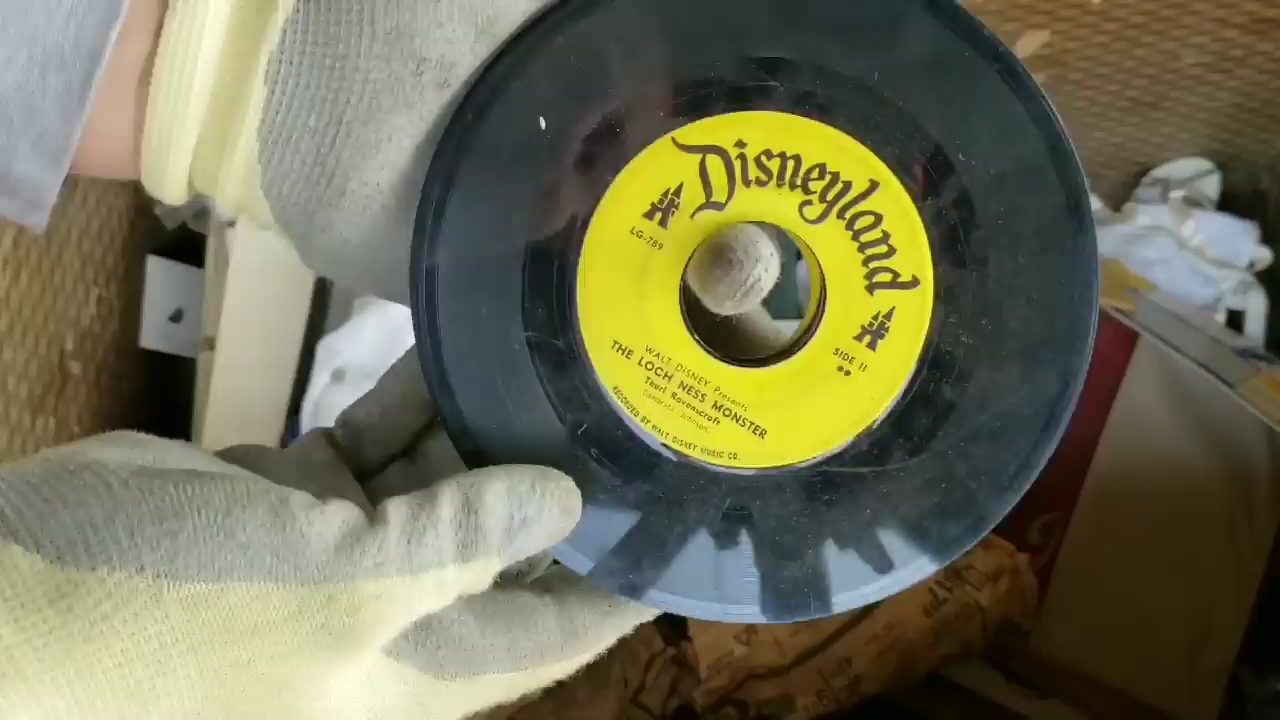 Disneyland
LG-789
SIDE II
WALT DISNEY Presents
THE LOCH NESS MONSTER
Thurl Ravenscroft
Johnson
RECORDED BY WALT DISNEY MUSIC CO.